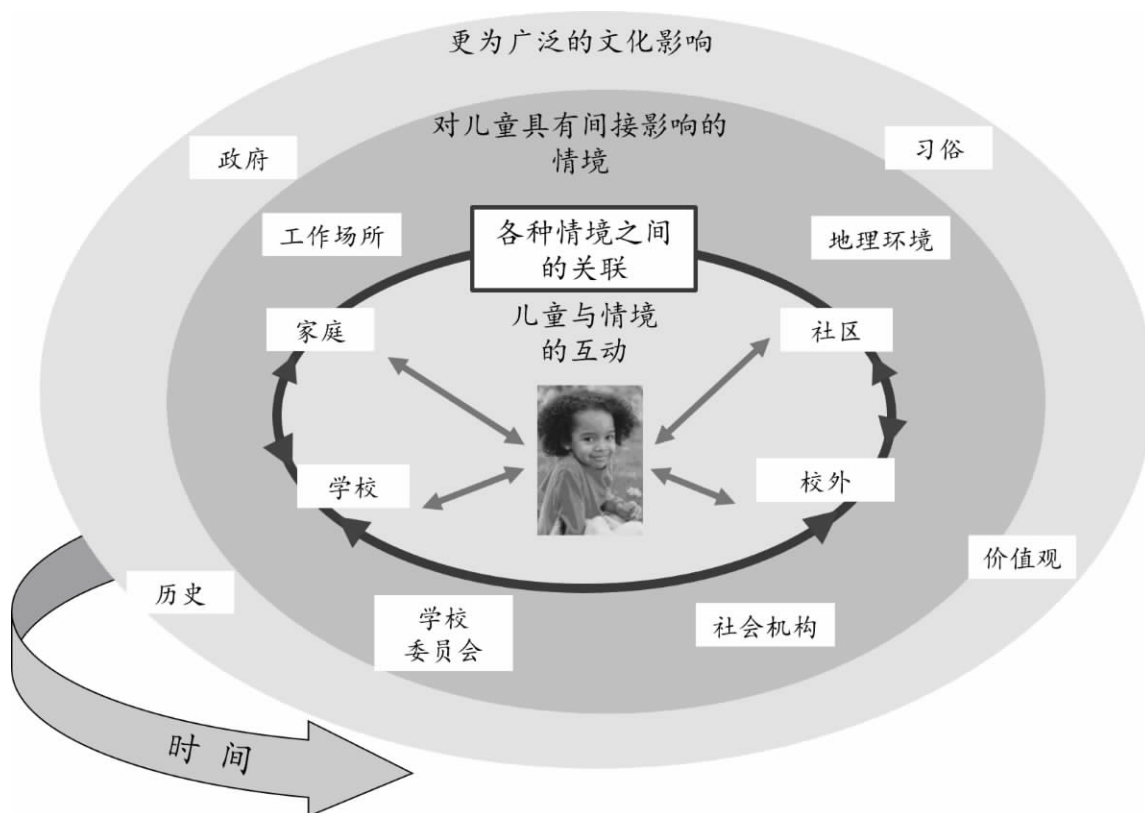 更为广泛的文化影响
对儿童具有间接影响的
情境
政府
习俗
工作场所
各种情境之间
的关联
地理环境
家庭
儿童与情境
的互动
社区
学校
校外
历史
价值观
学校
委员会
社会机构
时间